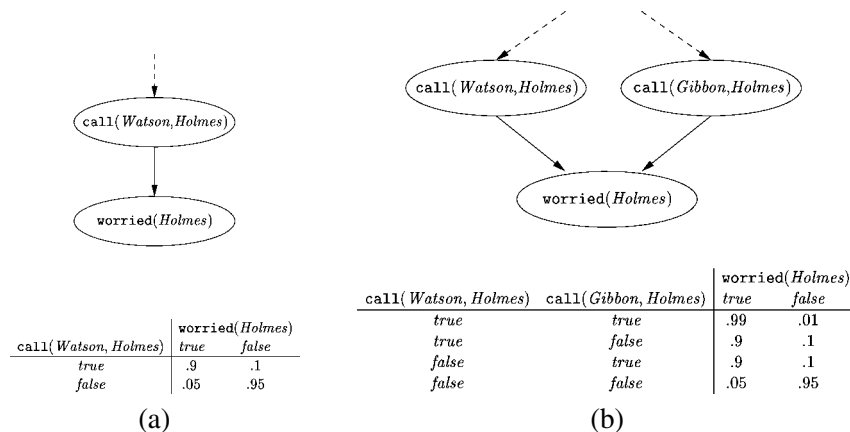 call(Watson,Holmes)
worried(Holmes)
worried(Holmes)
call(Watson, Holmes) true false
true .9 .1
false .05 .95
(a)
call(Watson,Holmes) call(Gibbon,Holmes)
worried(Holmes)
worried(Holmes)
call(Watson, Holmes) call(Gibbon, Holmes) true false
true true .99 .01
true false .9 .1
false true .9 .1
false false .05 .95
(b)